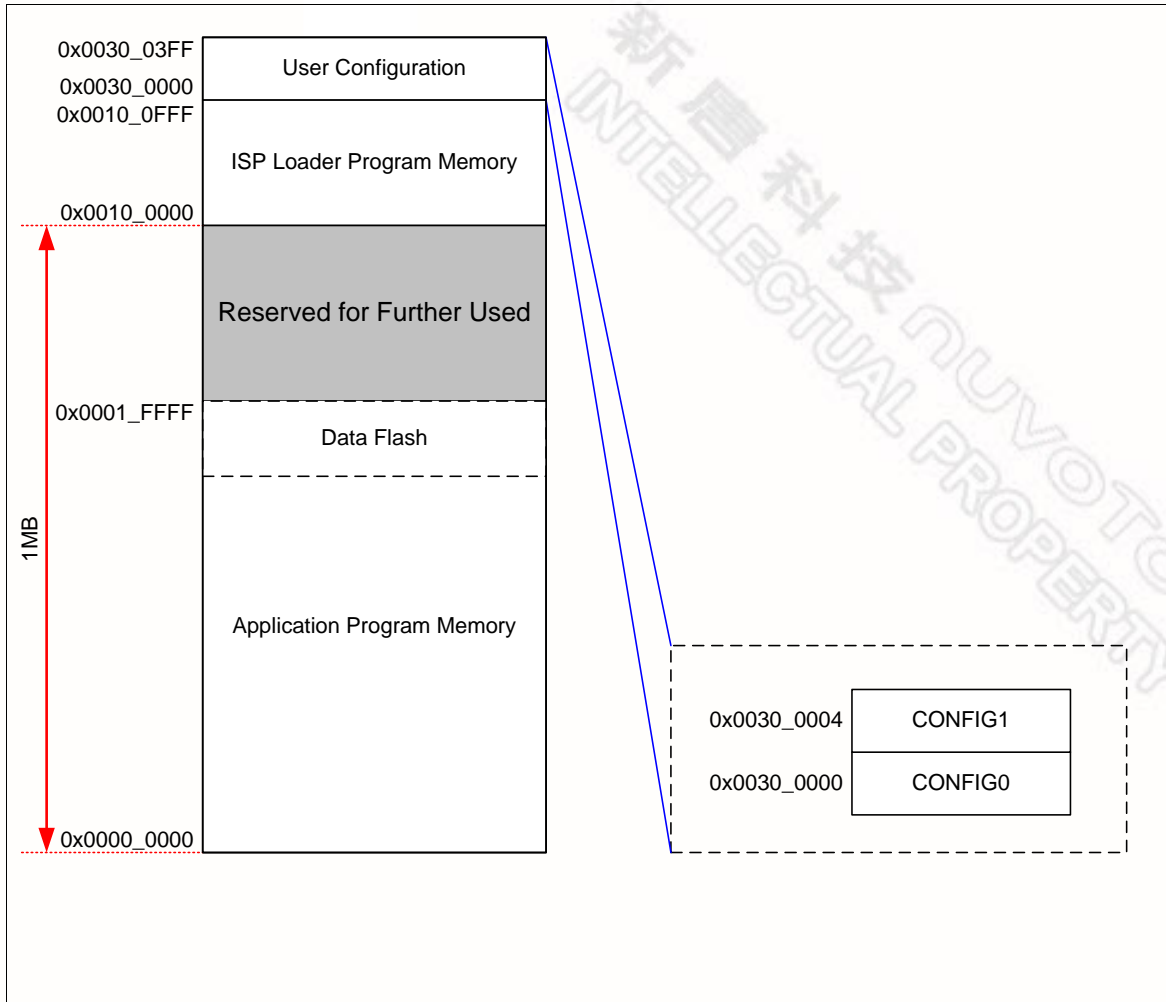 0x0030_03FF
User Configuration
0x0030_0000
0x0010_0FFF
ISP Loader Program Memory
0x0010_0000
Reserved for Further Used
0x0001_FFFF
Data Flash
1MB
Application Program Memory
0x0000_0000
0x0030_0004
CONFIG1
0x0030_0000
CONFIG0
新唐科技 nuvoTo
INTELLECTUAL PROPERTY